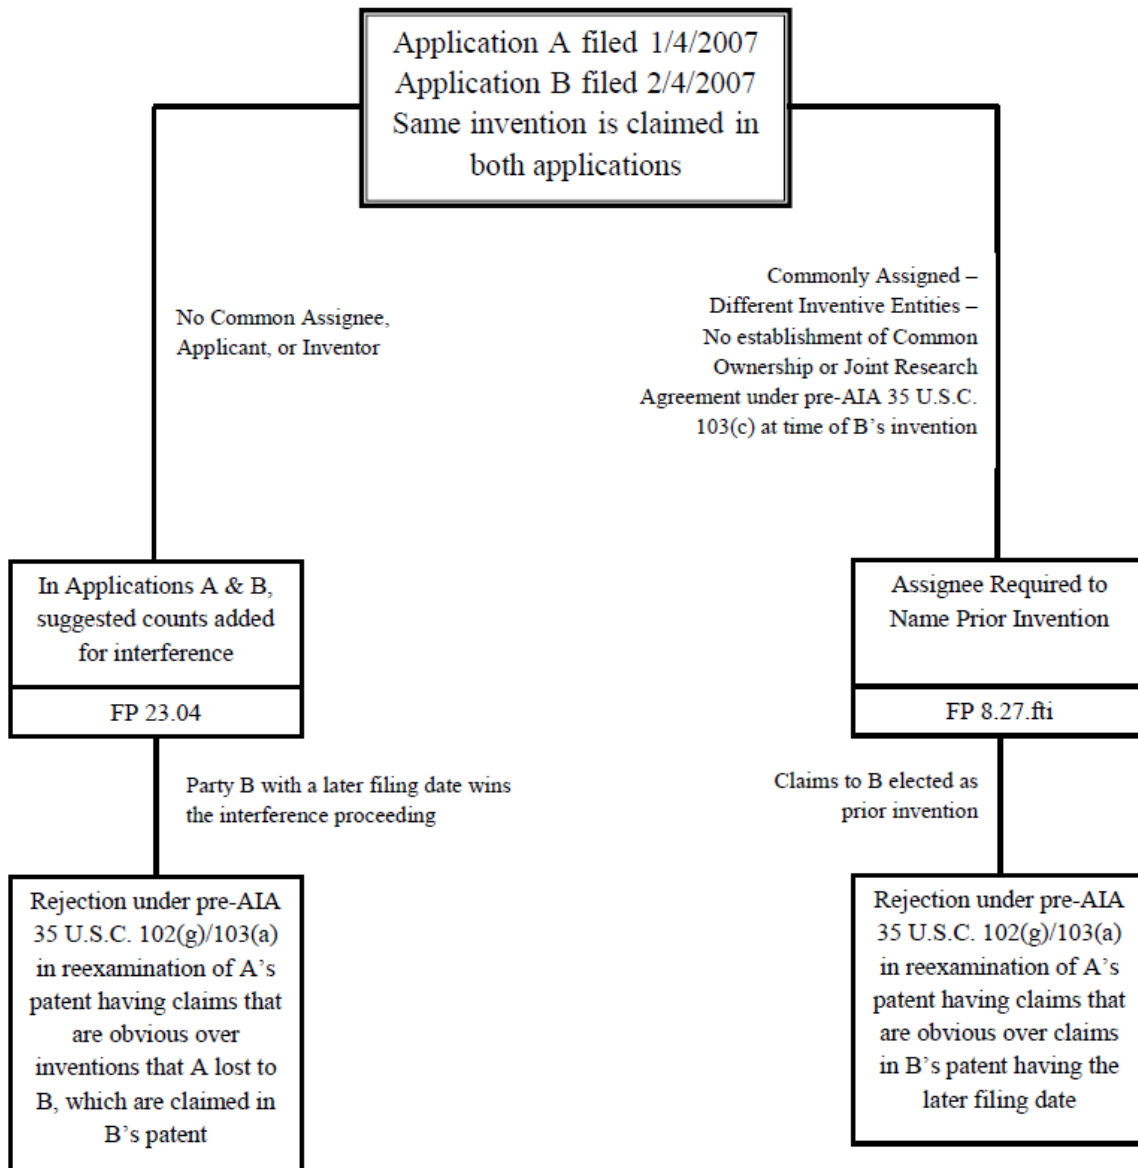 Application A filed 1/4/2007
Application B filed 2/4/2007
Same invention is claimed in
both applications
No Common Assignee,
Applicant, or Inventor
Commonly Assigned –
Different Inventive Entities –
No establishment of Common
Ownership or Joint Research
Agreement under pre-AIA 35 U.S.C.
103(c) at time of B’s invention
In Applications A & B,
suggested counts added
for interference
FP 23.04
Assignee Required to
Name Prior Invention
FP 8.27.fti
Party B with a later filing date wins
the interference proceeding
Claims to B elected as
prior invention
Rejection under pre-AIA
35 U.S.C. 102(g)/103(a)
in reexamination of A’s
patent having claims that
are obvious over
inventions that A lost to
B, which are claimed in
B’s patent
Rejection under pre-AIA
35 U.S.C. 102(g)/103(a)
in reexamination of A’s
patent having claims that
are obvious over claims
in B’s patent having the
later filing date